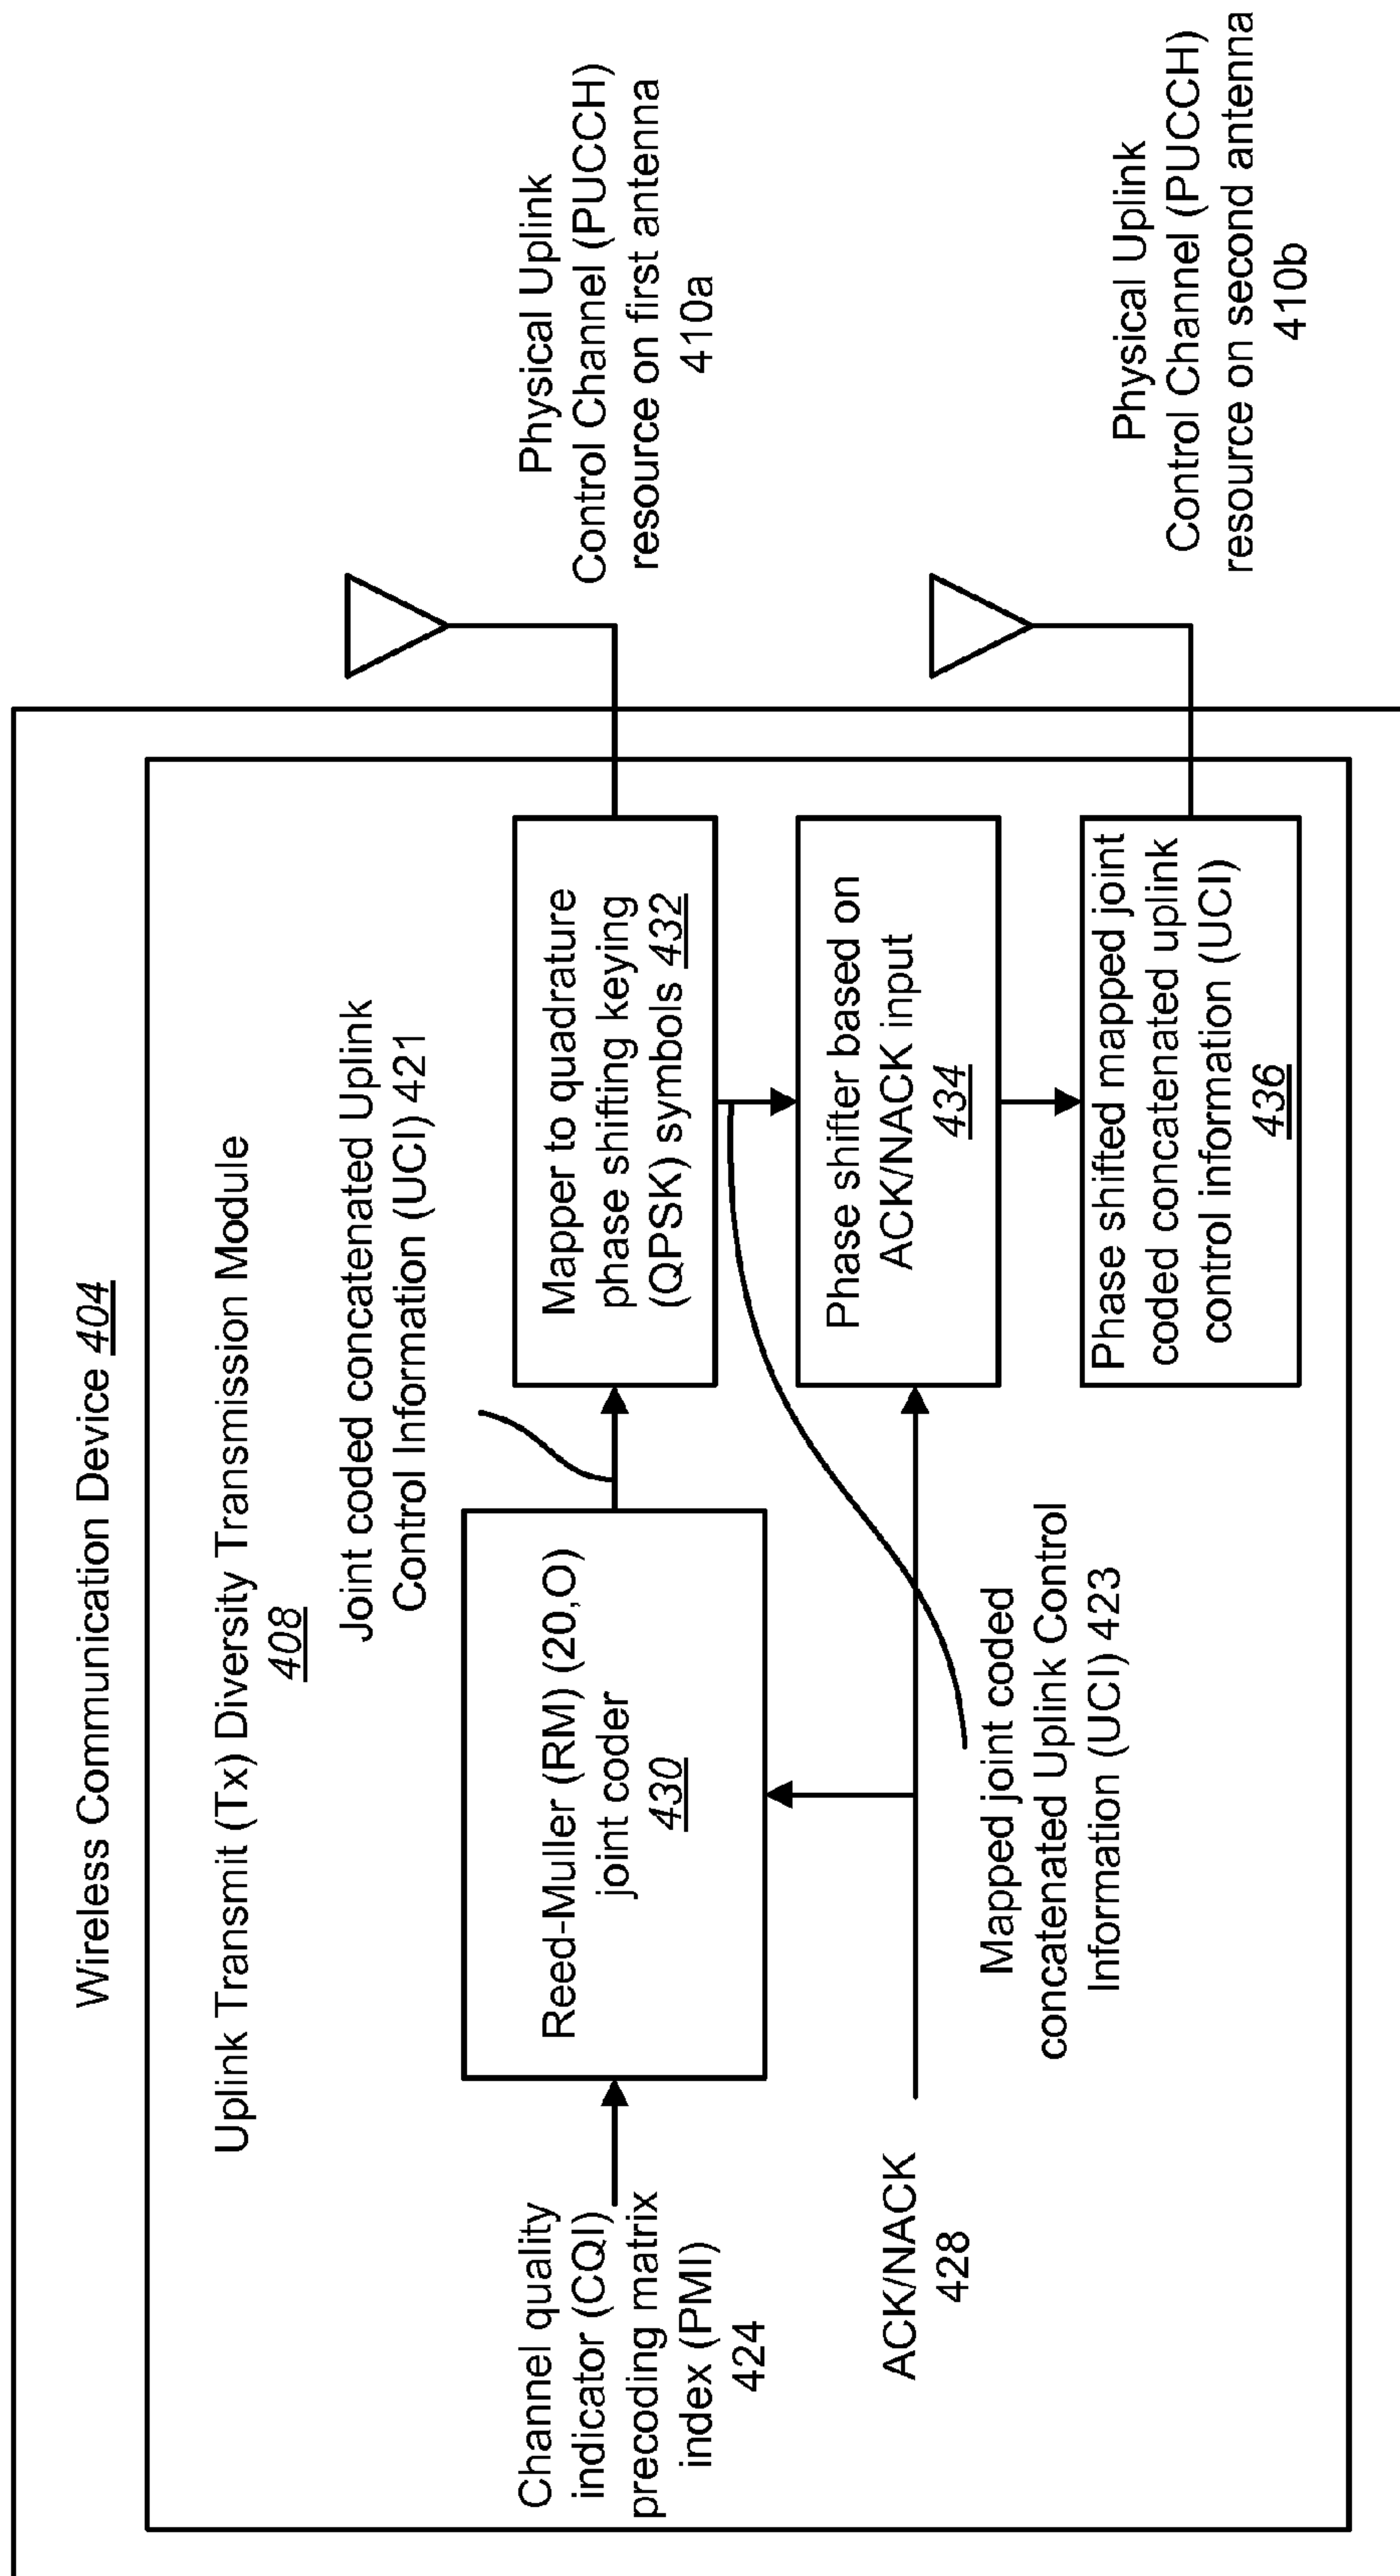 Wireless Communication Device 404
Uplink Transmit (Tx) Diversity Transmission Module
408
Joint coded concatenated Uplink
Control Information (UCI) 421
Channel quality
indicator (CQI)
precoding matrix
index (PMI)
424
Reed-Muller (RM) (20,O)
joint coder
430
Mapper to quadrature
phase shifting keying
(QPSK) symbols 432
Physical Uplink
Control Channel (PUCCH)
resource on first antenna
410a
ACK/NACK
428
Phase shifter based on
ACK/NACK input
434
Mapped joint coded
concatenated Uplink Control
Information (UCI) 423
Phase shifted mapped joint
coded concatenated uplink
control information (UCI)
436
Physical Uplink
Control Channel (PUCCH)
resource on second antenna
410b